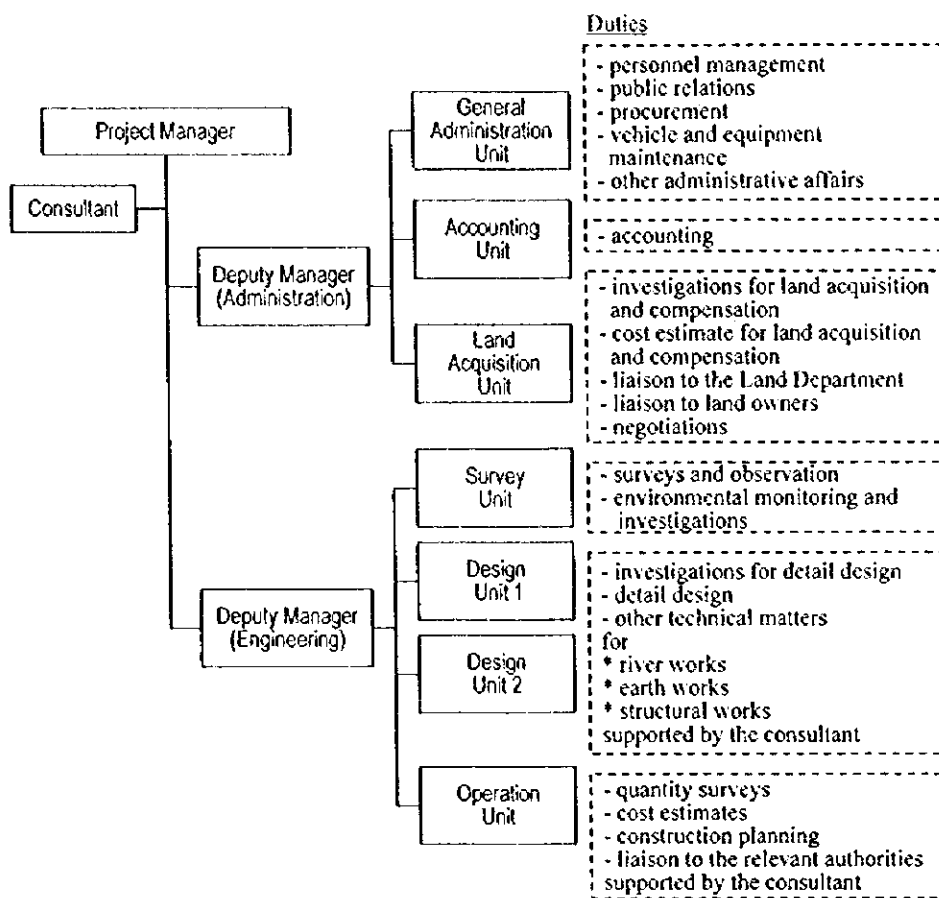 Duties
Project Manager
Consultant
Deputy Manager
(Administration)
General
Administration
Unit
- personnel management
- public relations
- procurement
- vehicle and equipment
maintenance
- other administrative affairs
Accounting
Unit
- accounting
Land
Acquisition
Unit
- investigations for land acquisition
and compensation
- cost estimate for land acquisition
and compensation
- liaison to the Land Department
- liaison to land owners
- negotiations
Deputy Manager
(Engineering)
Survey
Unit
- surveys and observation
- environmental monitoring and
investigations
Design
Unit 1
Design
Unit 2
- investigations for detail design
- detail design
- other technical matters
for
* river works
* earth works
* structural works
supported by the consultant
Operation
Unit
- quantity surveys
- cost estimates
- construction planning
- liaison to the relevant authorities
supported by the consultant